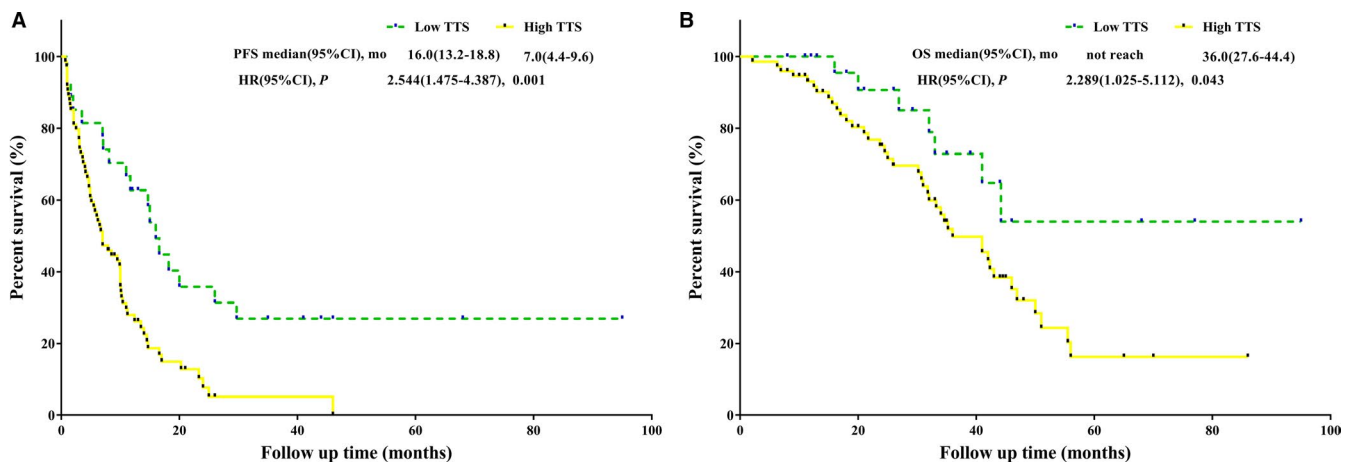 A
Low TTS High TTS
PFS median(95%CI), mo 16.0(13.2-18.8) 7.0(4.4-9.6)
HR(95%CI), P 2.544(1.475-4.387), 0.001
Percent survival (%)
100
80
60
40
20
0
0 20 40 60 80 100
Follow up time (months)
B
Low TTS High TTS
OS median(95%CI), mo not reach 36.0(27.6-44.4)
HR(95%CI), P 2.289(1.025-5.112), 0.043
Percent survival (%)
100
80
60
40
20
0
0 20 40 60 80 100
Follow up time (months)